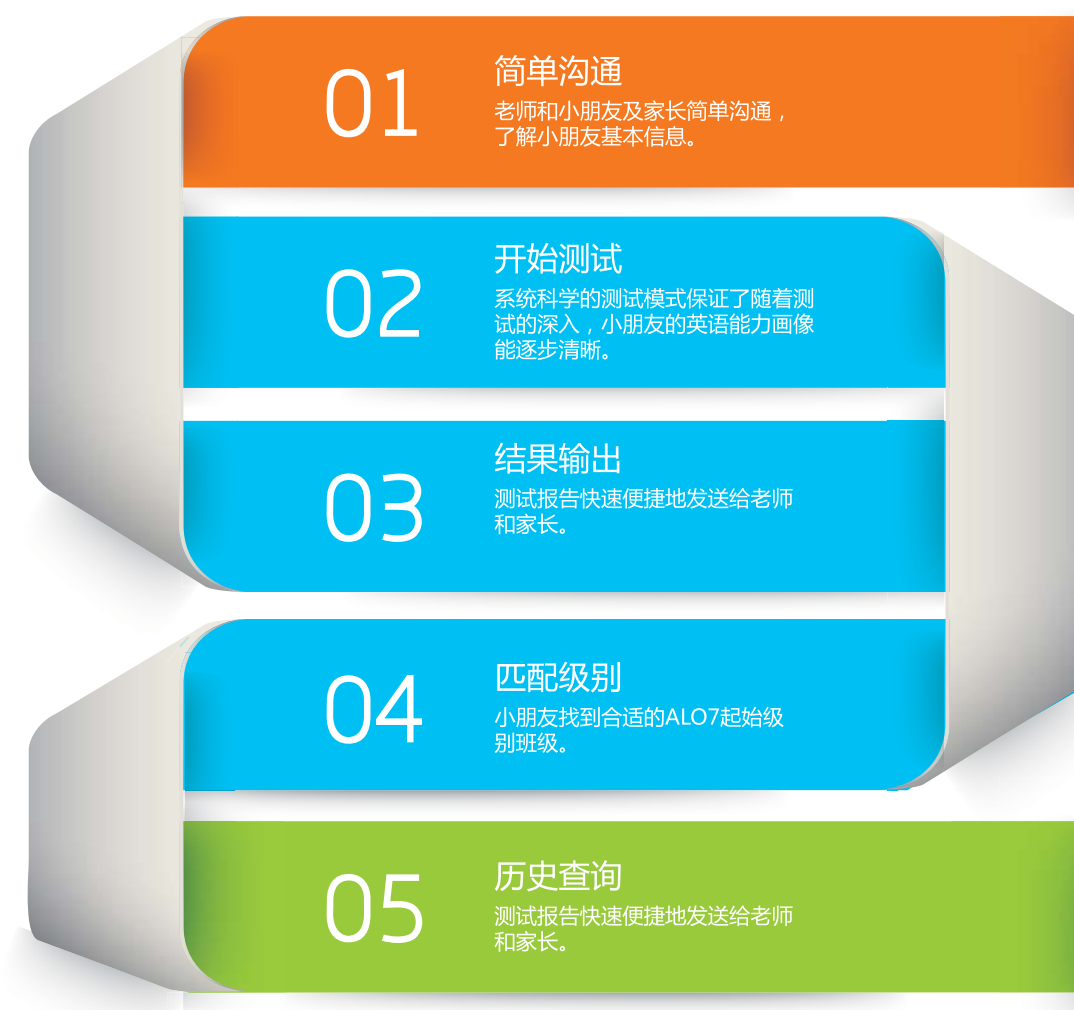 01
简单沟通
老师和小朋友及家长简单沟通，
了解小朋友基本信息。
02
开始测试
系统科学的测试模式保证了随着测
试的深入，小朋友的英语能力画像
能逐步清晰。
03
结果输出
测试报告快速便捷地发送给老师
和家长。
04
匹配级别
小朋友找到合适的ALO7起始级
别班级。
05
历史查询
测试报告快速便捷地发送给老师
和家长。